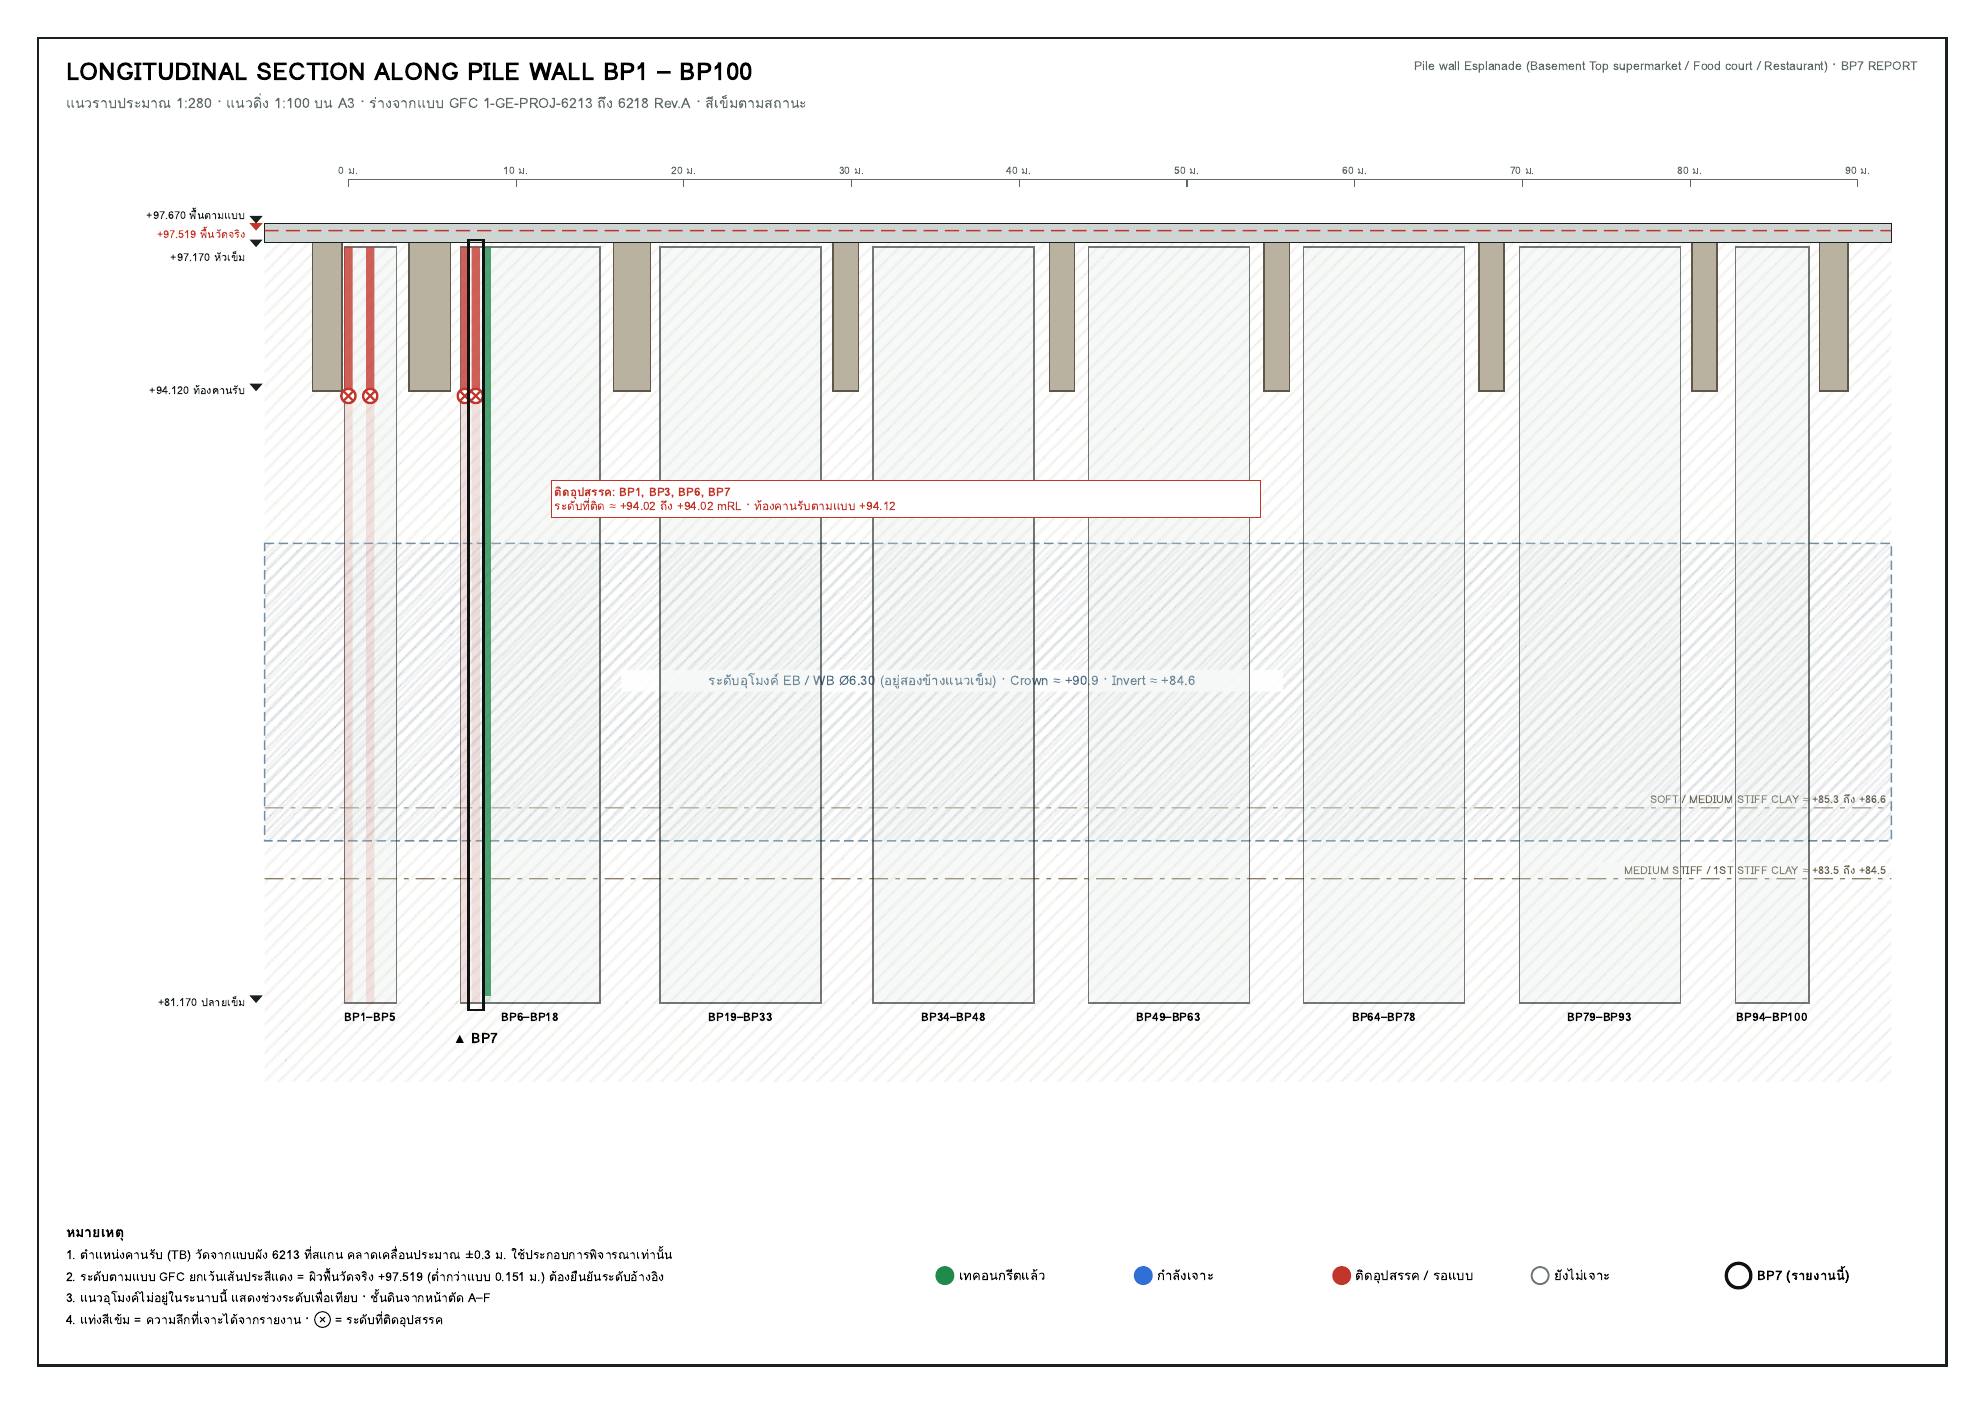 LONGITUDINAL SECTION ALONG PILE WALL BP1 – BP100
Pile wall Esplanade (Basement Top supermarket / Food court / Restaurant) · BP7 REPORT
แนวราบประมาณ 1:280 · แนวดิ่ง 1:100 บน A3 · ร่างจากแบบ GFC 1-GE-PROJ-6213 ถึง 6218 Rev.A · สีเข็มตามสถานะ
0 ม. 10 ม. 20 ม. 30 ม. 40 ม. 50 ม. 60 ม. 70 ม. 80 ม. 90 ม.
+97.670 พื้นตามแบบ
+97.519 พื้นวัดจริง
+97.170 หัวเข็ม
+94.120 ท้องคานรับ
ติดอุปสรรค: BP1, BP3, BP6, BP7
ระดับที่ติด ≈ +94.02 ถึง +94.02 mRL · ท้องคานรับตามแบบ +94.12
ระดับอุโมงค์ EB / WB Ø6.30 (อยู่สองข้างแนวเข็ม) · Crown ≈ +90.9 · Invert ≈ +84.6
SOFT / MEDIUM STIFF CLAY ≈ +85.3 ถึง +86.6
MEDIUM STIFF / 1ST STIFF CLAY ≈ +83.5 ถึง +84.5
+81.170 ปลายเข็ม
BP1–BP5 BP6–BP18 BP19–BP33 BP34–BP48 BP49–BP63 BP64–BP78 BP79–BP93 BP94–BP100
▲ BP7
หมายเหตุ
1. ตำแหน่งคานรับ (TB) วัดจากแบบผัง 6213 ที่สแกน คลาดเคลื่อนประมาณ ±0.3 ม. ใช้ประกอบการพิจารณาเท่านั้น
2. ระดับตามแบบ GFC ยกเว้นเส้นประสีแดง = ผิวพื้นวัดจริง +97.519 (ต่ำกว่าแบบ 0.151 ม.) ต้องยืนยันระดับอ้างอิง
3. แนวอุโมงค์ไม่อยู่ในระนาบนี้ แสดงช่วงระดับเพื่อเทียบ · ชั้นดินจากหน้าตัด A–F
4. แท่งสีเข้ม = ความลึกที่เจาะได้จากรายงาน · ⊗ = ระดับที่ติดอุปสรรค
เทคอนกรีตแล้ว กำลังเจาะ ติดอุปสรรค / รอแบบ ยังไม่เจาะ BP7 (รายงานนี้)